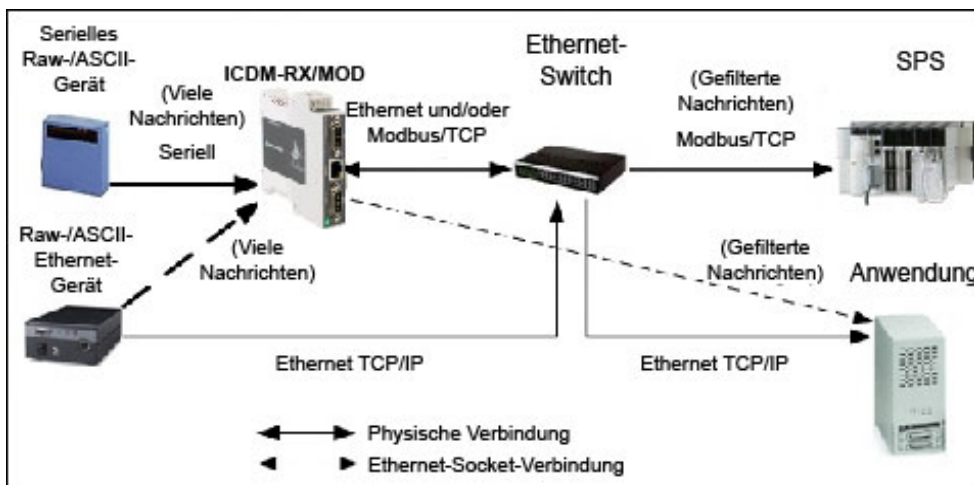 Serielles
Raw-/ASCII-
Gerät
(Viele
Nachrichten)
Seriell
ICDM-RX/MOD
Ethernet und/oder
Modbus/TCP
Ethernet-
Switch
(Gefilterte
Nachrichten)
Modbus/TCP
SPS
Raw-/ASCII-
Ethernet-
Gerät
(Viele
Nachrichten)
(Gefilterte
Nachrichten)
Anwendung
Ethernet TCP/IP
Ethernet TCP/IP
Physische Verbindung
Ethernet-Socket-Verbindung